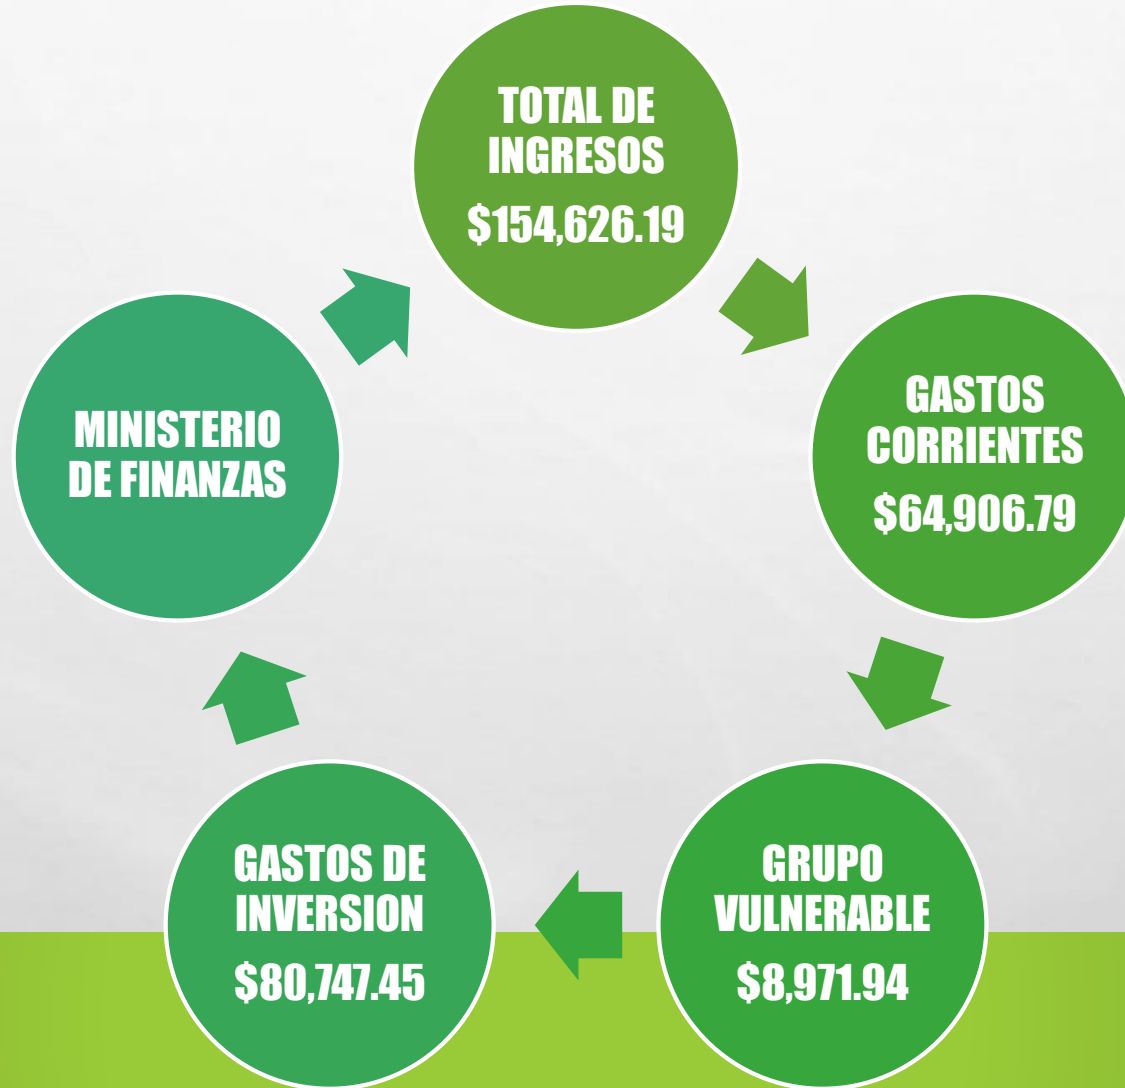 TOTAL DE
INGRESOS
$154,626.19
GASTOS
CORRIENTES
$64,906.79
GRUPO
VULNERABLE
$8,971.94
GASTOS DE
INVERSION
$80,747.45
MINISTERIO
DE FINANZAS